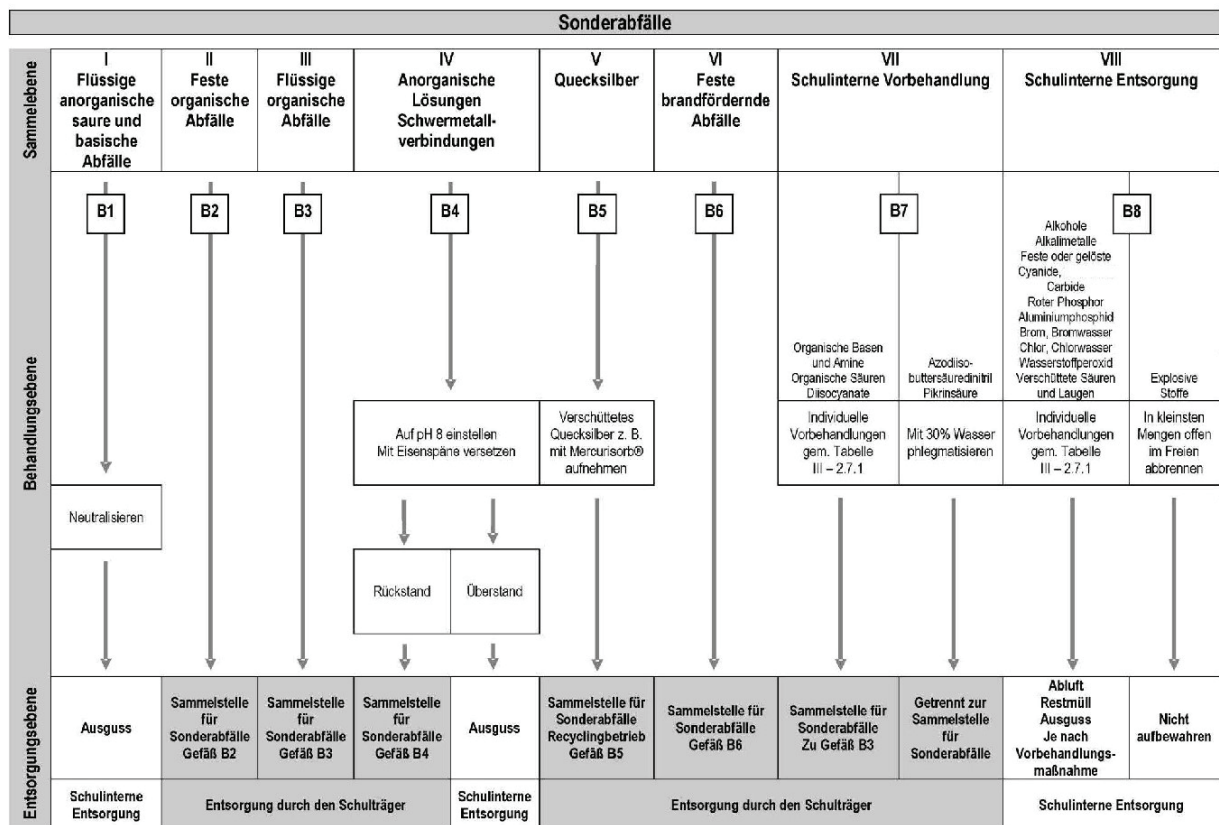 Sonderabfälle
Sammelebene
I
Flüssige
anorganische
saure und
basische
Abfälle
II
Feste
organische
Abfälle
III
Flüssige
organische
Abfälle
IV
Anorganische
Lösungen
Schwermetall-
verbindungen
V
Quecksilber
VI
Feste
brandfördernde
Abfälle
VII
Schulinterne Vorbehandlung
VIII
Schulinterne Entsorgung
Behandlungsebene
B1
B2
B3
B4
B5
B6
B7
B8
Organische Basen
und Amine
Organische Säuren
Diisocyanate
Azodiiso-
buttersäuredinitril
Pikrinsäure
Alkohole
Alkalimetalle
Feste oder gelöste
Cyanide,
Carbide
Roter Phosphor
Aluminiumphosphid
Brom, Bromwasser
Chlor, Chlorwasser
Wasserstoffperoxid
Verschüttete Säuren
und Laugen
Explosive
Stoffe
Auf pH 8 einstellen
Mit Eisenspäne versetzen
Verschüttetes
Quecksilber z. B.
mit Mercurisorb®
aufnehmen
Individuelle
Vorbehandlungen
gem. Tabelle
III – 2.7.1
Mit 30% Wasser
phlegmatisieren
Individuelle
Vorbehandlungen
gem. Tabelle
III – 2.7.1
In kleinsten
Mengen offen
im Freien
abbrennen
Neutralisieren
Rückstand
Überstand
Entsorgungsebene
Ausguss
Sammelstelle
für
Sonderabfälle
Gefäß B2
Sammelstelle
für
Sonderabfälle
Gefäß B3
Sammelstelle
für
Sonderabfälle
Gefäß B4
Ausguss
Sammelstelle für
Sonderabfälle
Recyclingbetrieb
Gefäß B5
Sammelstelle für
Sonderabfälle
Gefäß B6
Sammelstelle für
Sonderabfälle
Zu Gefäß B3
Getrennt zur
Sammelstelle
für
Sonderabfälle
Abluft
Restmüll
Ausguss
Je nach
Vorbehandlungs-
maßnahme
Nicht
aufbewahren
Schulinterne
Entsorgung
Entsorgung durch den Schulträger
Schulinterne
Entsorgung
Entsorgung durch den Schulträger
Schulinterne Entsorgung